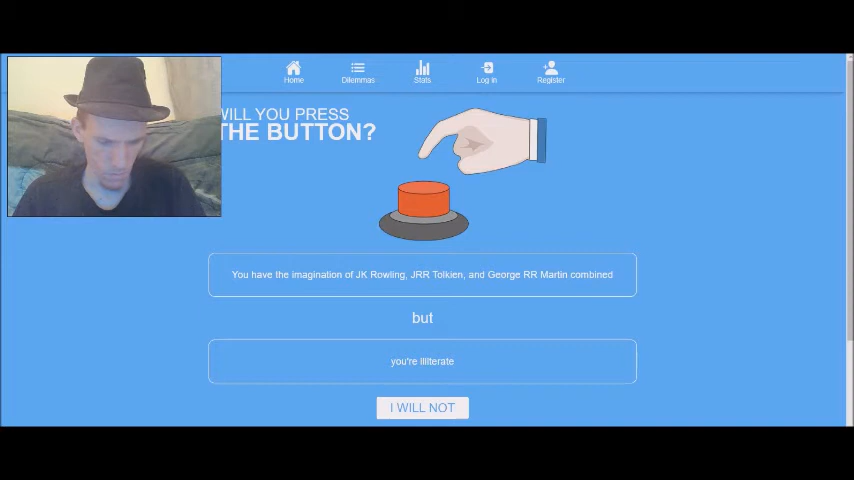 Home Dilemmas Stats Log In Register
WILL YOU PRESS
THE BUTTON?
You have the imagination of JK Rowling, JRR Tolkien, and George RR Martin combined
but
you're illiterate
I WILL NOT